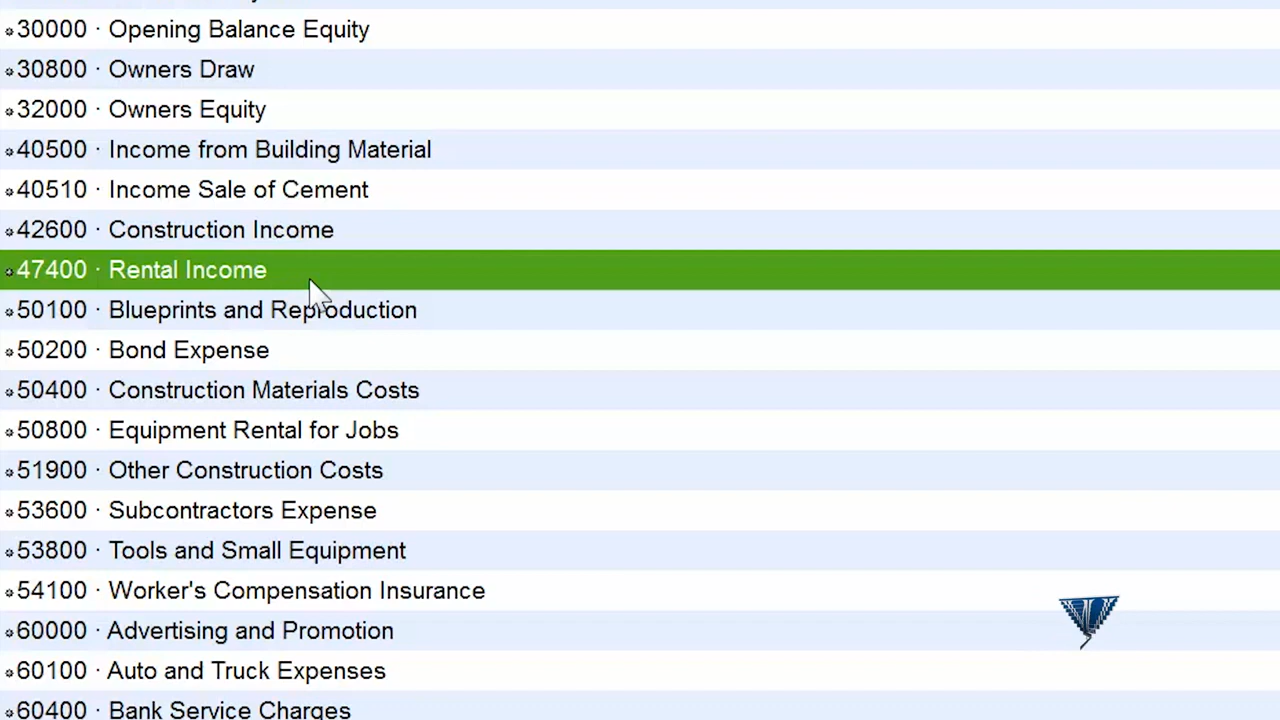 30000 · Opening Balance Equity
30800 · Owners Draw
32000 · Owners Equity
40500 · Income from Building Material
40510 · Income Sale of Cement
42600 · Construction Income
47400 · Rental Income
50100 · Blueprints and Reproduction
50200 · Bond Expense
50400 · Construction Materials Costs
50800 · Equipment Rental for Jobs
51900 · Other Construction Costs
53600 · Subcontractors Expense
53800 · Tools and Small Equipment
54100 · Worker's Compensation Insurance
60000 · Advertising and Promotion
60100 · Auto and Truck Expenses
60400 · Bank Service Charges